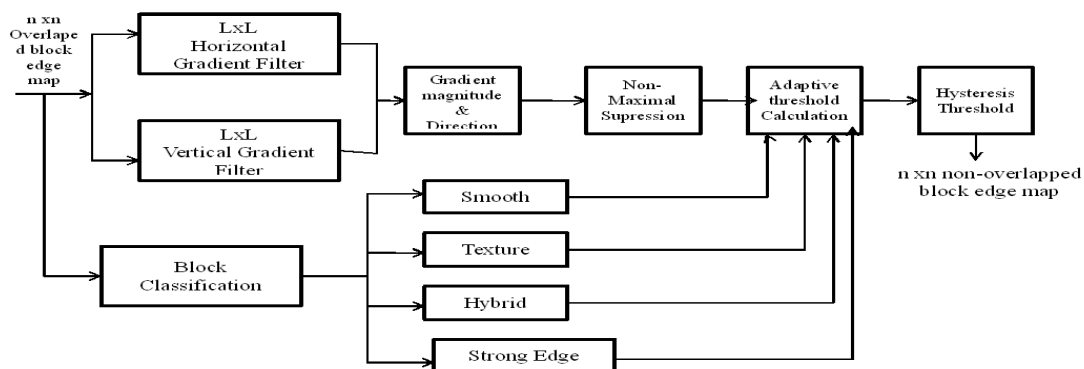 n xn
Overlape
d block
edge
map
LxL
Horizontal
Gradient Filter
LxL
Vertical Gradient
Filter
Gradient
magnitude
&
Direction
Non-
Maximal
Supression
Adaptive
threshold
Calculation
Hysteresis
Threshold
n xn non-overlapped
block edge map
Block
Classification
Smooth
Texture
Hybrid
Strong Edge